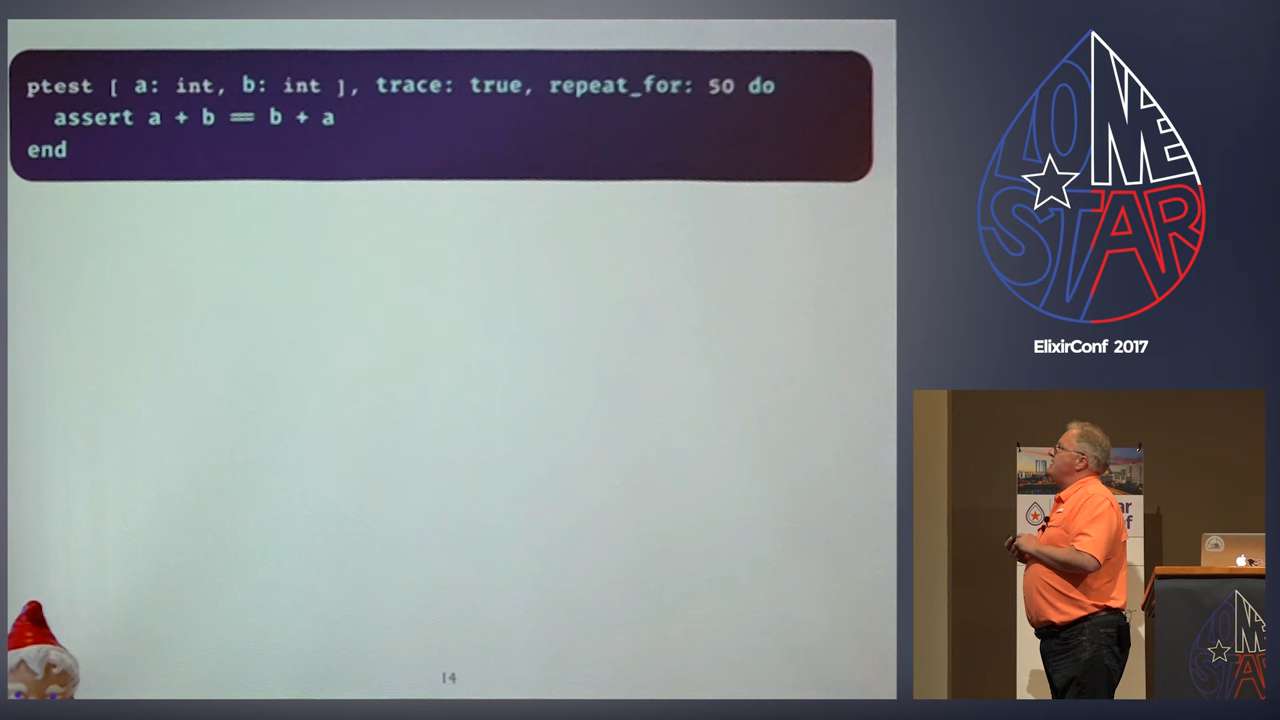 ptest [ a: int, b: int ], trace: true, repeat_for: 50 do
assert a + b == b + a
end
14
LONE
STAR
ElixirConf 2017